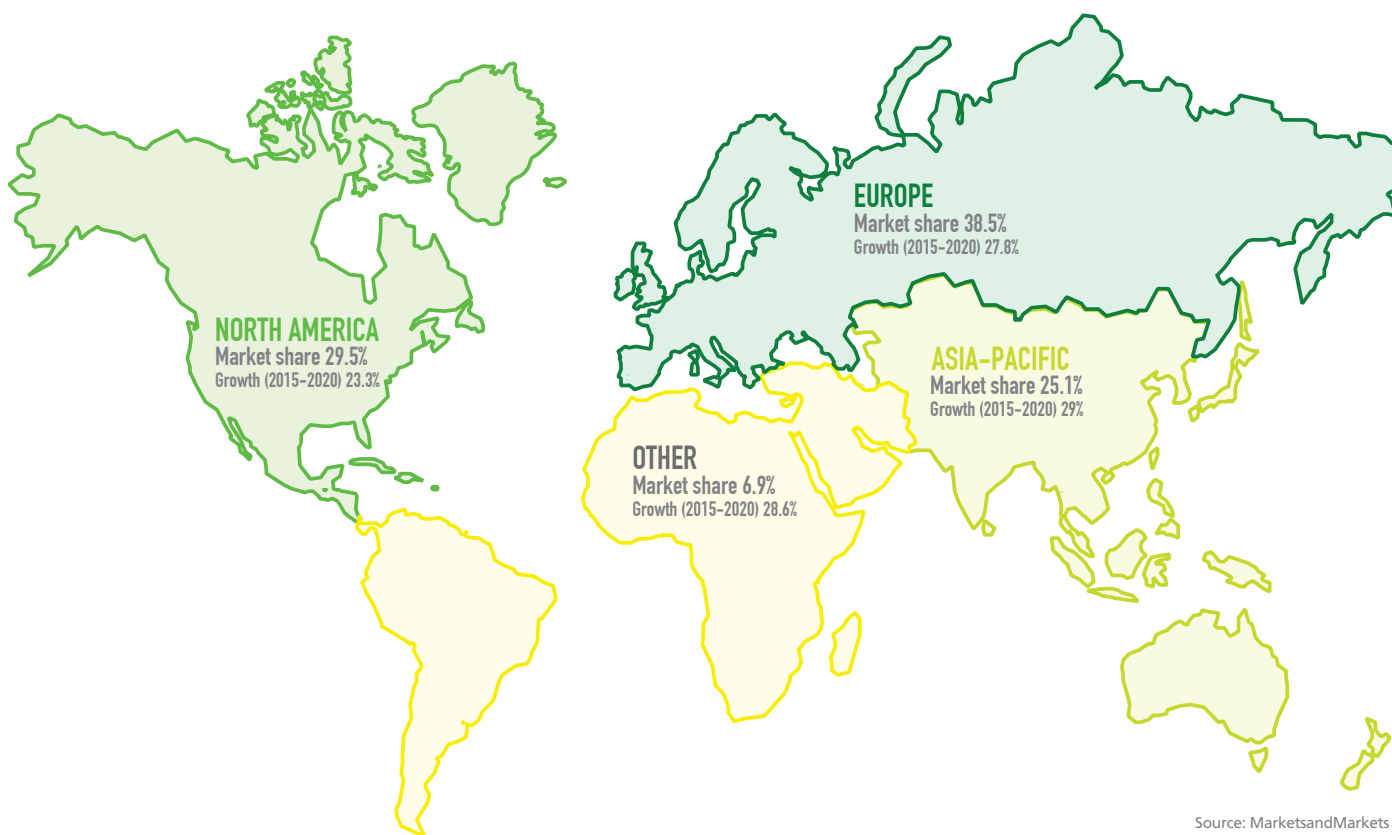 EUROPE
Market share 38.5%
Growth (2015-2020) 27.8%
NORTH AMERICA
Market share 29.5%
Growth (2015-2020) 23.3%
ASIA-PACIFIC
Market share 25.1%
Growth (2015-2020) 29%
OTHER
Market share 6.9%
Growth (2015-2020) 28.6%
Source: MarketsandMarkets